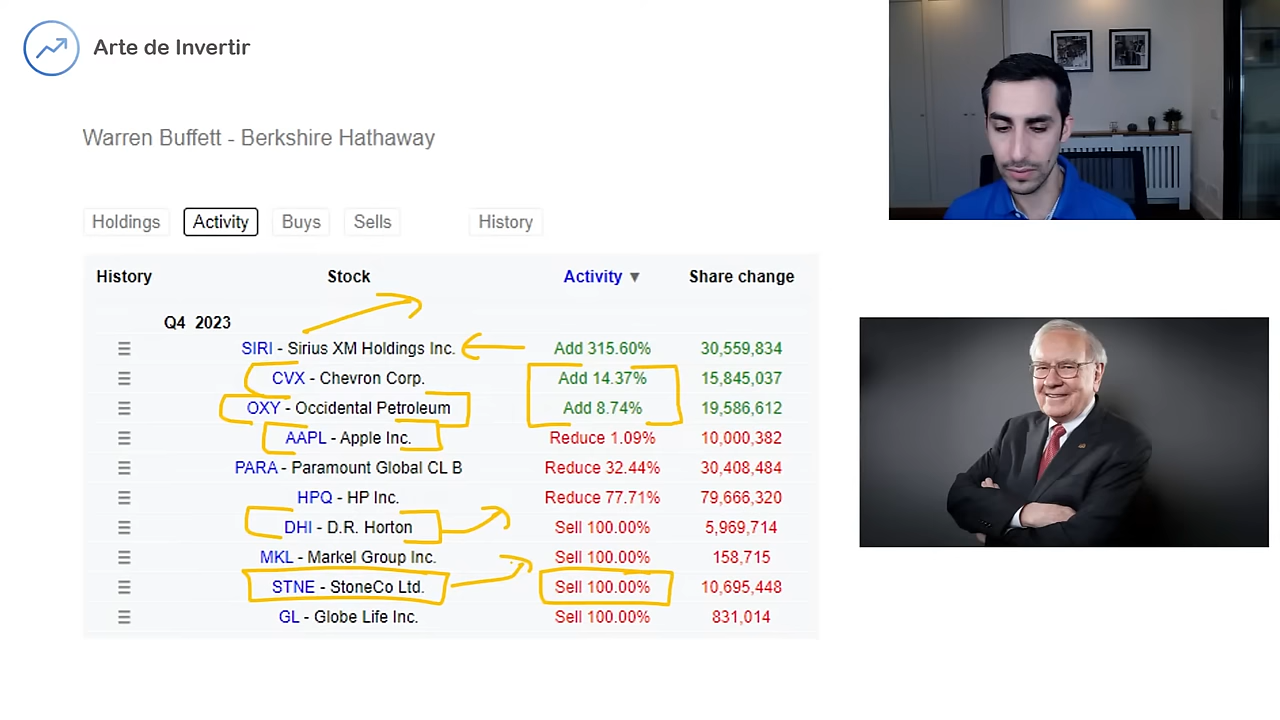 Arte de Invertir
Warren Buffett - Berkshire Hathaway
Holdings Activity Buys Sells History
History Stock Activity ▼ Share change
Q4 2023
SIRI - Sirius XM Holdings Inc. Add 315.60% 30,559,834
CVX - Chevron Corp. Add 14.37% 15,845,037
OXY - Occidental Petroleum Add 8.74% 19,586,612
AAPL - Apple Inc. Reduce 1.09% 10,000,382
PARA - Paramount Global CL B Reduce 32.44% 30,408,484
HPQ - HP Inc. Reduce 77.71% 79,666,320
DHI - D.R. Horton Sell 100.00% 5,969,714
MKL - Markel Group Inc. Sell 100.00% 158,715
STNE - StoneCo Ltd. Sell 100.00% 10,695,448
GL - Globe Life Inc. Sell 100.00% 831,014